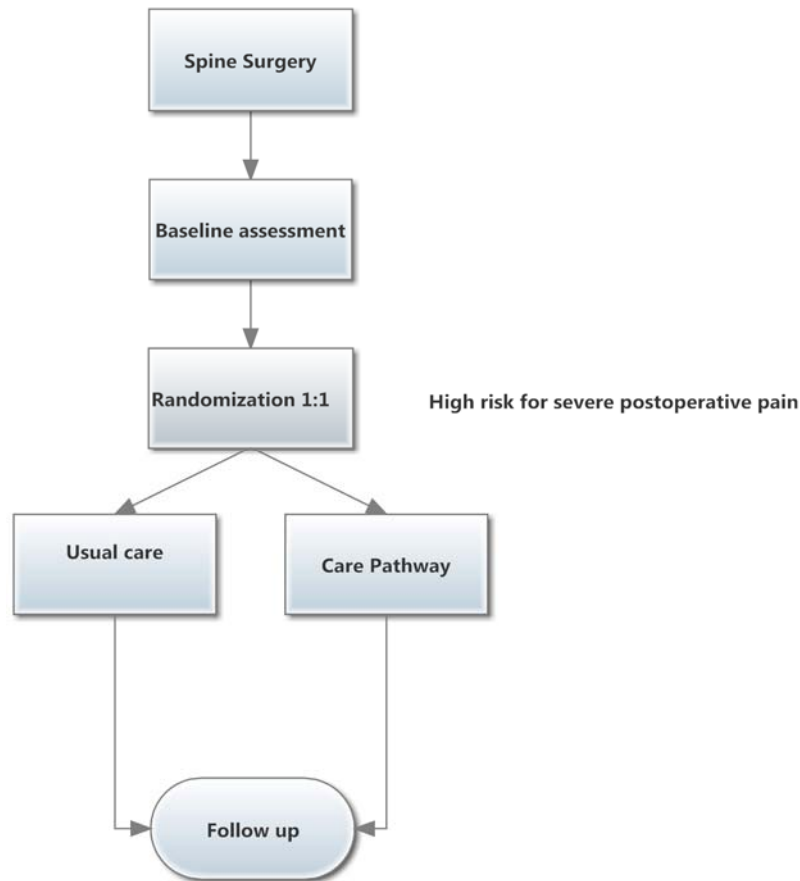 Spine Surgery
Baseline assessment
Randomization 1:1
High risk for severe postoperative pain
Usual care
Care Pathway
Follow up